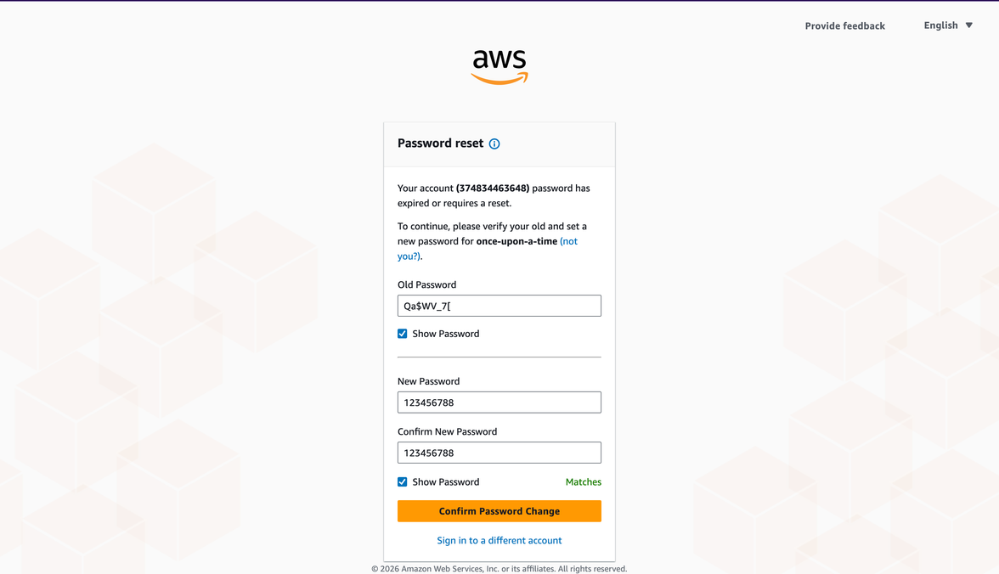 Provide feedback
English
aws
Password reset
Your account (374834463648) password has
expired or requires a reset.
To continue, please verify your old and set a
new password for once-upon-a-time (not
you?).
Old Password
Qa$WV_7[
Show Password
New Password
123456788
Confirm New Password
123456788
Show Password
Matches
Confirm Password Change
Sign in to a different account
© 2026 Amazon Web Services, Inc. or its affiliates. All rights reserved.